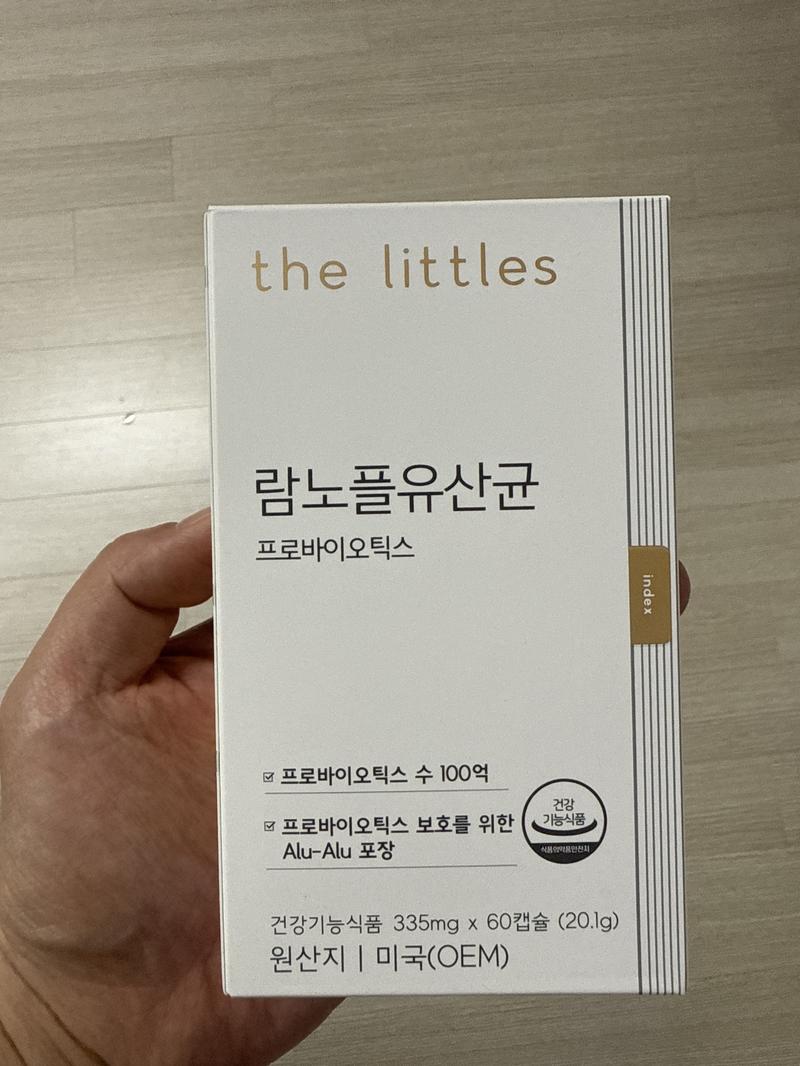 the littles
람노플유산균
프로바이오틱스
index
프로바이오틱스 수 100억
프로바이오틱스 보호를 위한
Alu-Alu 포장
건강
기능식품
식품의약품안전처
건강기능식품 335mg x 60캡슐 (20.1g)
원산지 | 미국(OEM)